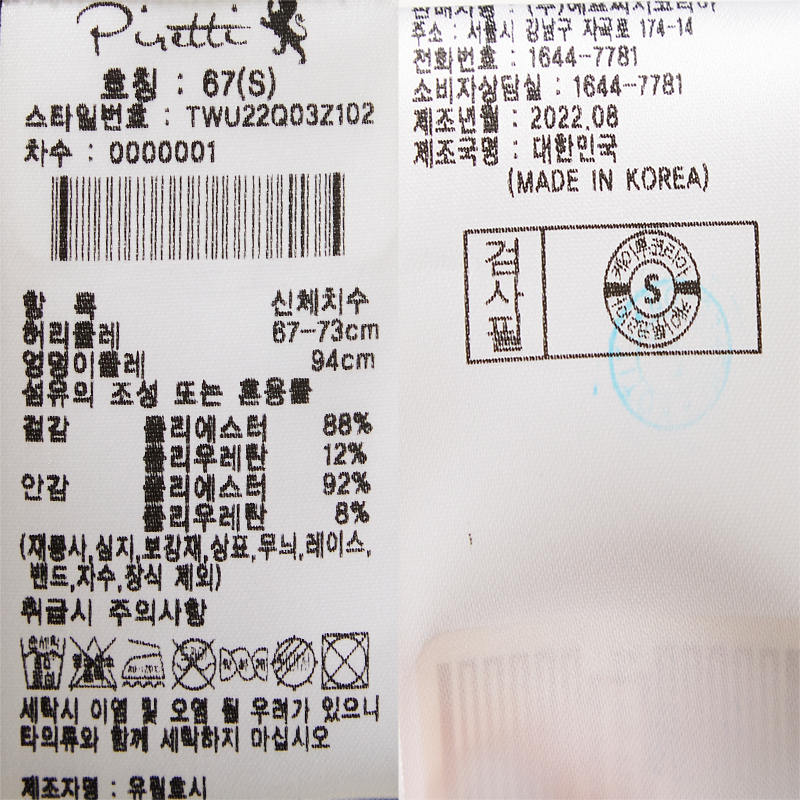 Piretti
호칭 : 67(S)
스타일번호 : TWU22Q03Z102
차수 : 0000001
항 목 신체치수
허리둘레 67-73cm
엉덩이둘레 94cm
섬유의 조성 또는 혼용률
겉감 폴리에스터 88%
폴리우레탄 12%
안감 폴리에스터 92%
폴리우레탄 8%
(재봉사,심지,보강재,상표,무늬,레이스,
밴드,자수,장식 제외)
취급시 주의사항
세탁시 이염 및 오염 될 우려가 있으니
타의류와 함께 세탁하지 마십시오
제조자명 : 유월호시
주소 : 서울시 강남구 자곡로 174-14
전화번호 : 1644-7781
소비자상담실 : 1644-7781
제조년월 : 2022.08
제조국명 : 대한민국
(MADE IN KOREA)
검사필
S